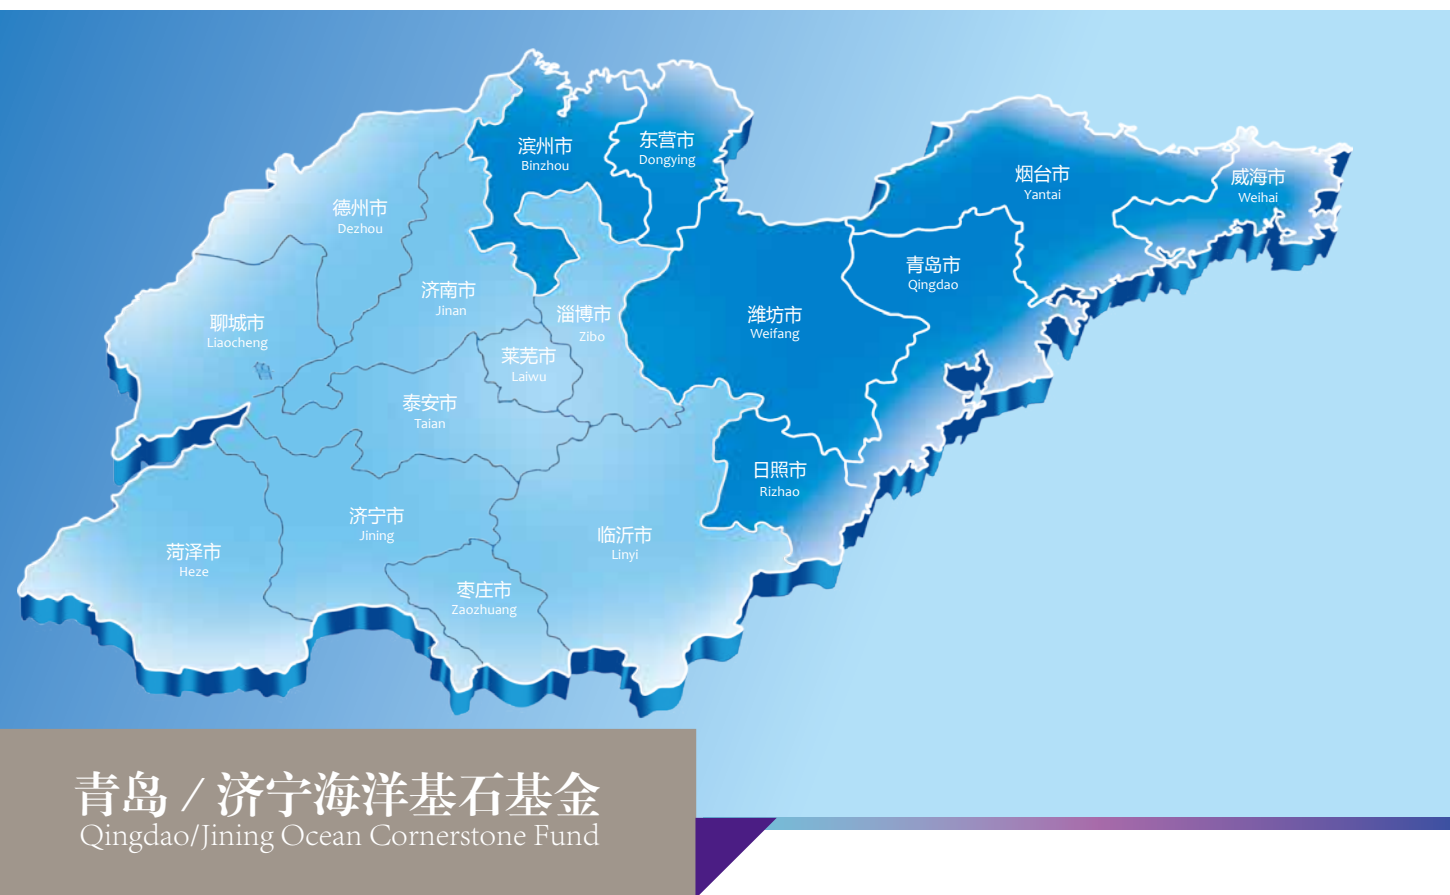 滨州市
Binzhou
东营市
Dongying
烟台市
Yantai
威海市
Weihai
德州市
Dezhou
青岛市
Qingdao
济南市
Jinan
淄博市
Zibo
潍坊市
Weifang
聊城市
Liaocheng
鲁
莱芜市
Laiwu
泰安市
Taian
日照市
Rizhao
济宁市
Jining
临沂市
Linyi
菏泽市
Heze
枣庄市
Zaozhuang
青岛 / 济宁海洋基石基金
Qingdao/Jining Ocean Cornerstone Fund